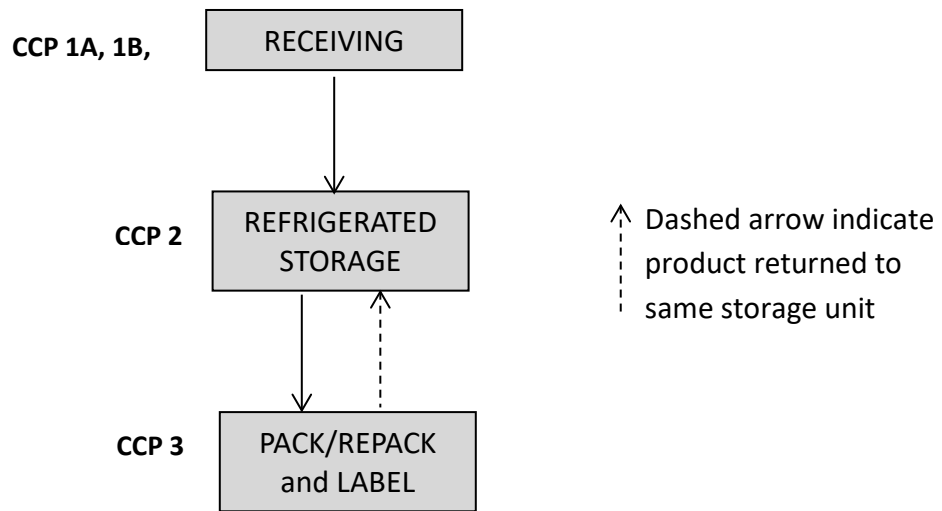 CCP 1A, 1B,
RECEIVING
CCP 2
REFRIGERATED
STORAGE
Dashed arrow indicate
product returned to
same storage unit
CCP 3
PACK/REPACK
and LABEL